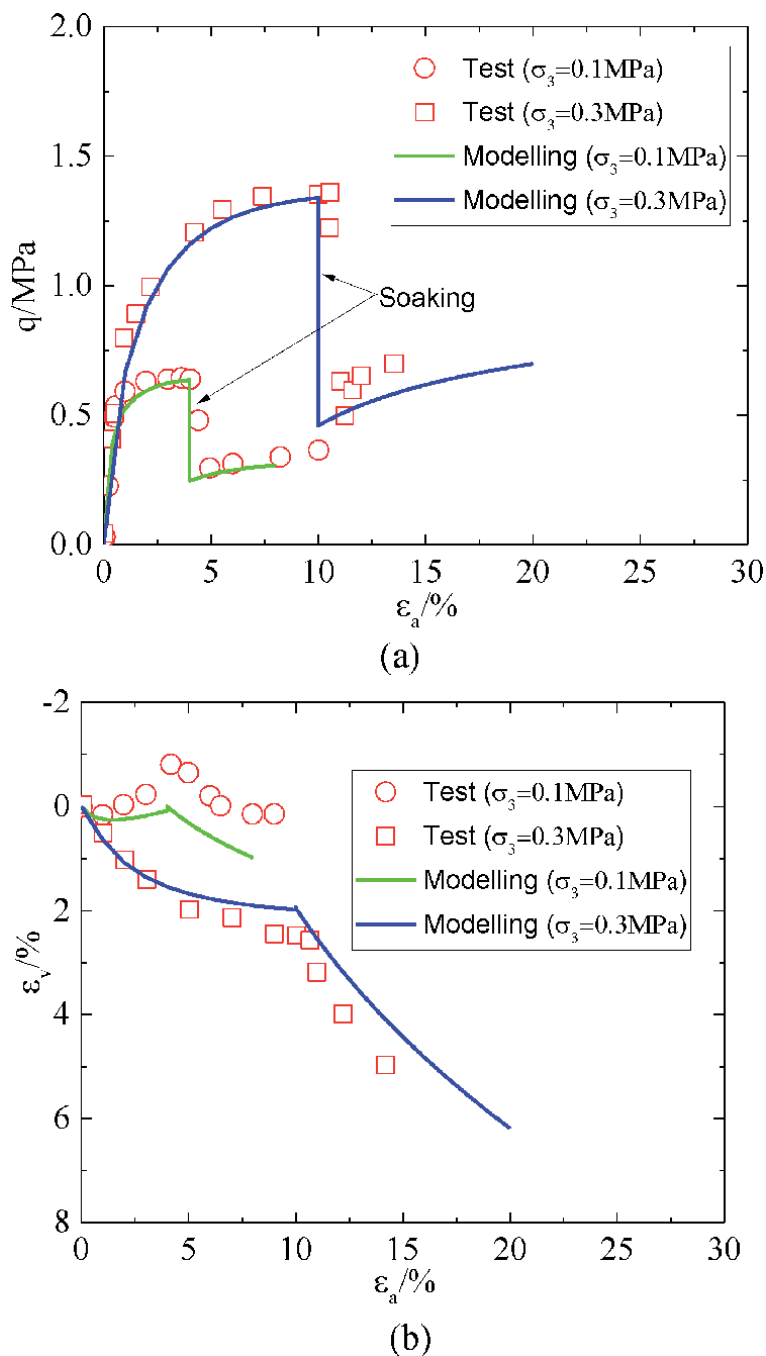 2.0
1.5
1.0
0.5
0.0
q/MPa
Test (σ₃=0.1MPa)
Test (σ₃=0.3MPa)
Modelling (σ₃=0.1MPa)
Modelling (σ₃=0.3MPa)
Soaking
0 5 10 15 20 25 30
εₐ/%
(a)
-2
0
2
4
6
8
εᵥ/%
Test (σ₃=0.1MPa)
Test (σ₃=0.3MPa)
Modelling (σ₃=0.1MPa)
Modelling (σ₃=0.3MPa)
0 5 10 15 20 25 30
εₐ/%
(b)